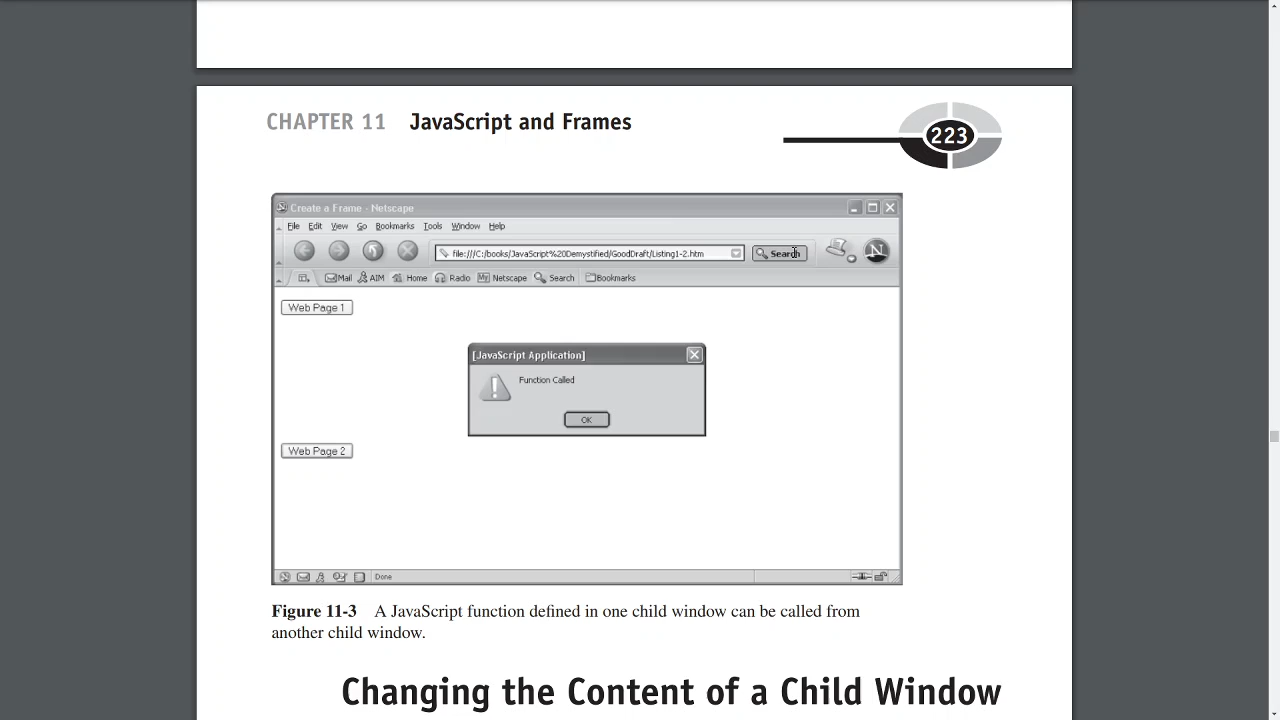 CHAPTER 11 JavaScript and Frames
223
Create a Frame - Netscape
File Edit View Go Bookmarks Tools Window Help
file:///C:/books/JavaScript%20Demystified/GoodDraft/Listing1-2.htm Search N
Mail AIM Home Radio My Netscape Search Bookmarks
Web Page 1
[JavaScript Application]
Function Called
OK
Web Page 2
Done
Figure 11-3 A JavaScript function defined in one child window can be called from
another child window.
Changing the Content of a Child Window